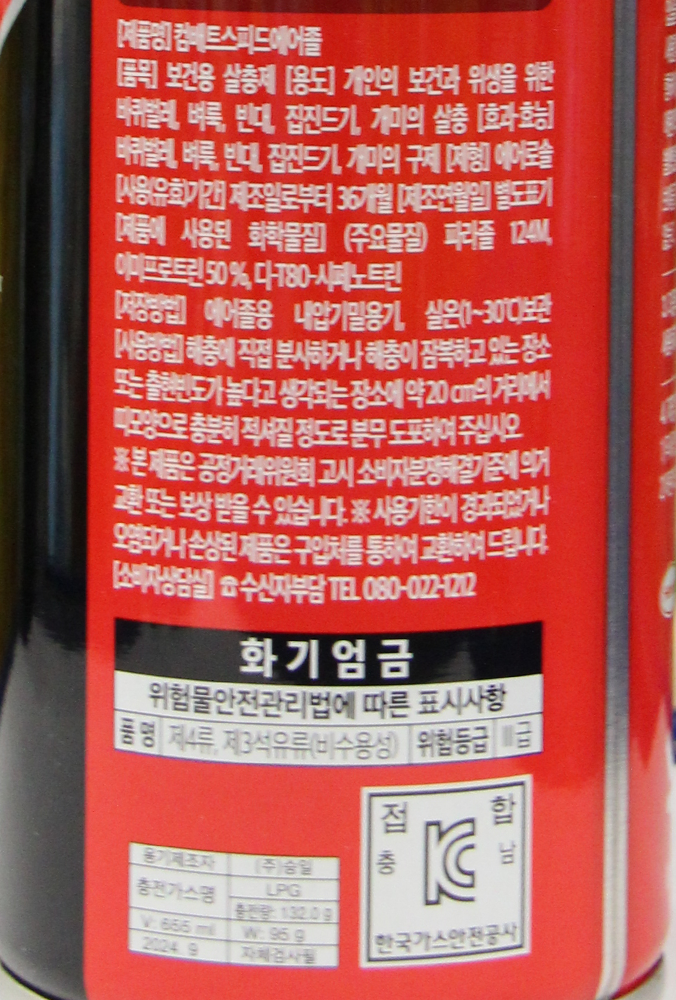 [제품명] 컴배트스피드에어졸
[품목] 보건용 살충제 [용도] 개인의 보건과 위생을 위한
바퀴벌레, 벼룩, 빈대, 집진드기, 개미의 살충 [효과·효능]
바퀴벌레, 벼룩, 빈대, 집진드기, 개미의 구제 [제형] 에어로솔
[사용(유효)기간] 제조일로부터 36개월 [제조연월일] 별도표기
[제품에 사용된 화학물질] (주요물질) 피라졸 124M,
이미프로트린 50 %, 디-T80-시페노트린
[저장방법] 에어졸용 내압기밀용기, 실온(1~30℃)보관
[사용방법] 해충에 직접 분사하거나 해충이 잠복하고 있는 장소
또는 출현빈도가 높다고 생각되는 장소에 약 20 cm의 거리에서
띠모양으로 충분히 적셔질 정도로 분무 도포하여 주십시오
※ 본 제품은 공정거래위원회 고시 소비자분쟁해결기준에 의거
교환 또는 보상 받을 수 있습니다. ※ 사용기한이 경과되었거나
오염되거나 손상된 제품은 구입처를 통하여 교환하여 드립니다.
[소비자상담실] ☎수신자부담 TEL 080-022-1212
화기엄금
위험물안전관리법에 따른 표시사항
품명 제4류, 제3석유류(비수용성) 위험등급 Ⅲ급
접 합
충 남
KC
한국가스안전공사
용기제조자 (주)승일
충전가스명 LPG
충전량: 132.0 g
V: 655 ml W: 95 g
2024. 9 자체검사필